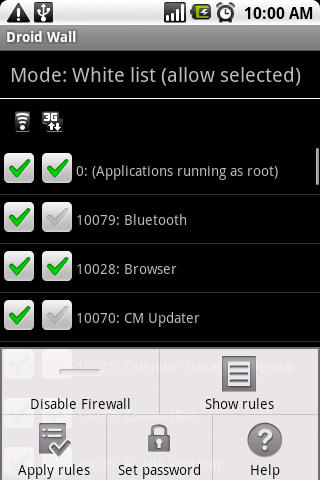 10:00 AM
Droid Wall
Mode: White list (allow selected)
3G
0: (Applications running as root)
10079: Bluetooth
10028: Browser
10070: CM Updater
10025: Calendar Storage, Calendar
ConnectBot
Disable Firewall
Show rules
Apply rules
Set password
Help